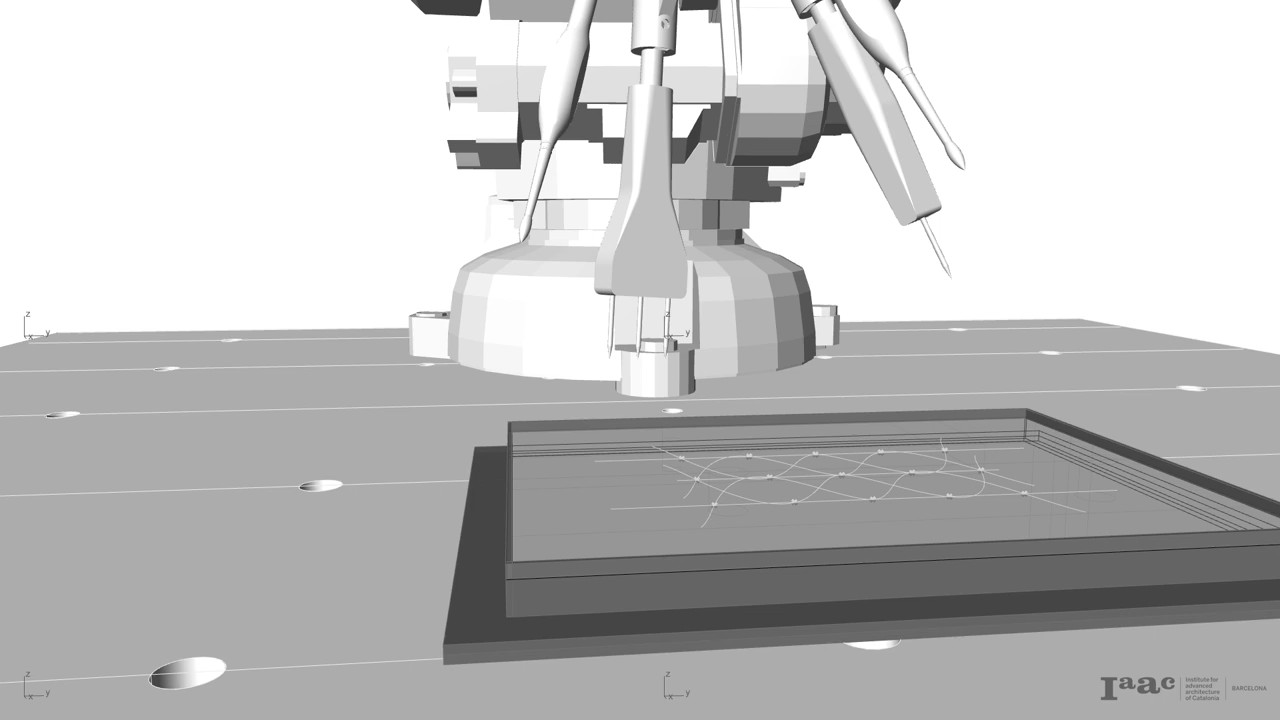 z
x y
z
y
z
x y
z
x y
Iaac
institute for
advanced
architecture
of Catalonia
BARCELONA